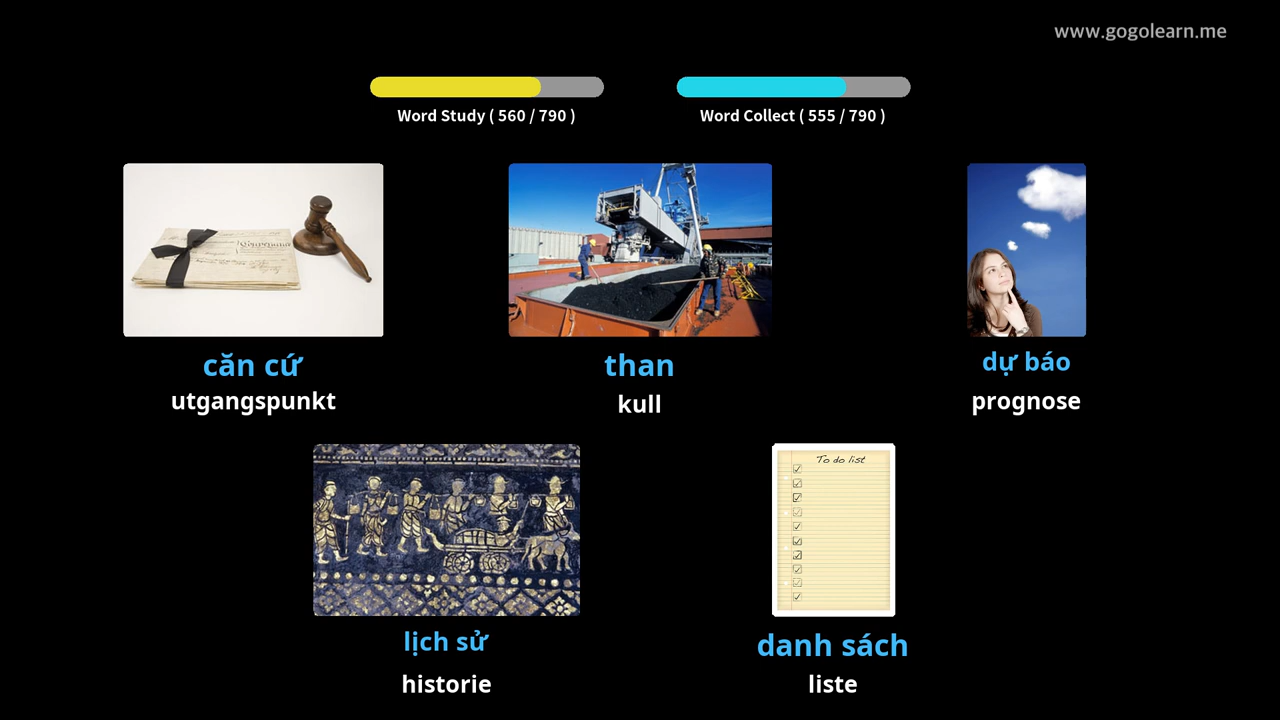 www.gogolearn.me
Word Study ( 560 / 790 )
Word Collect ( 555 / 790 )
căn cứ
utgangspunkt
than
kull
dự báo
prognose
To do list
lịch sử
historie
danh sách
liste